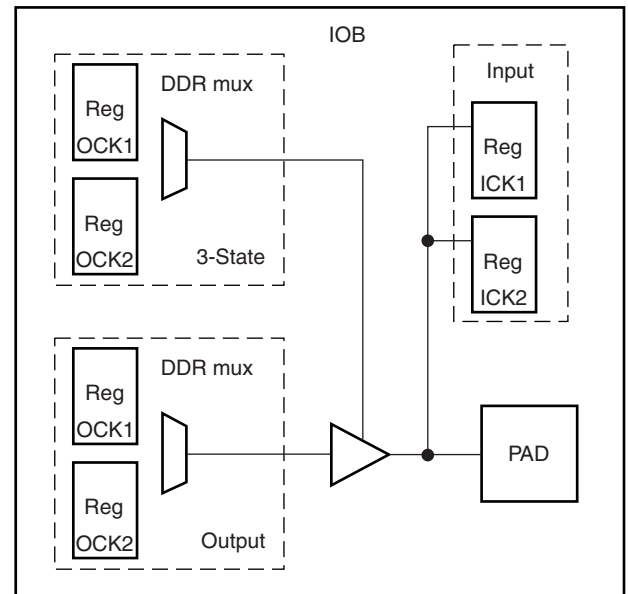 IOB
DDR mux
Reg
OCK1
Reg
OCK2
3-State
Input
Reg
ICK1
Reg
ICK2
DDR mux
Reg
OCK1
Reg
OCK2
Output
PAD